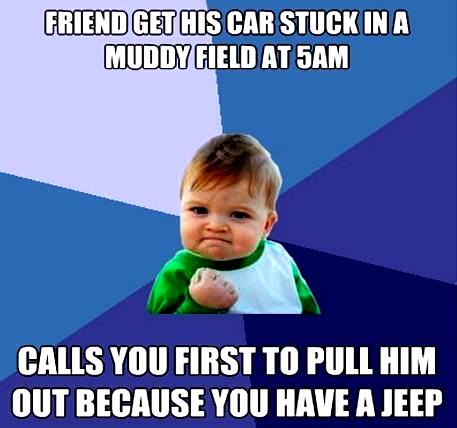 FRIEND GET HIS CAR STUCK IN A
MUDDY FIELD AT 5AM
CALLS YOU FIRST TO PULL HIM
OUT BECAUSE YOU HAVE A JEEP